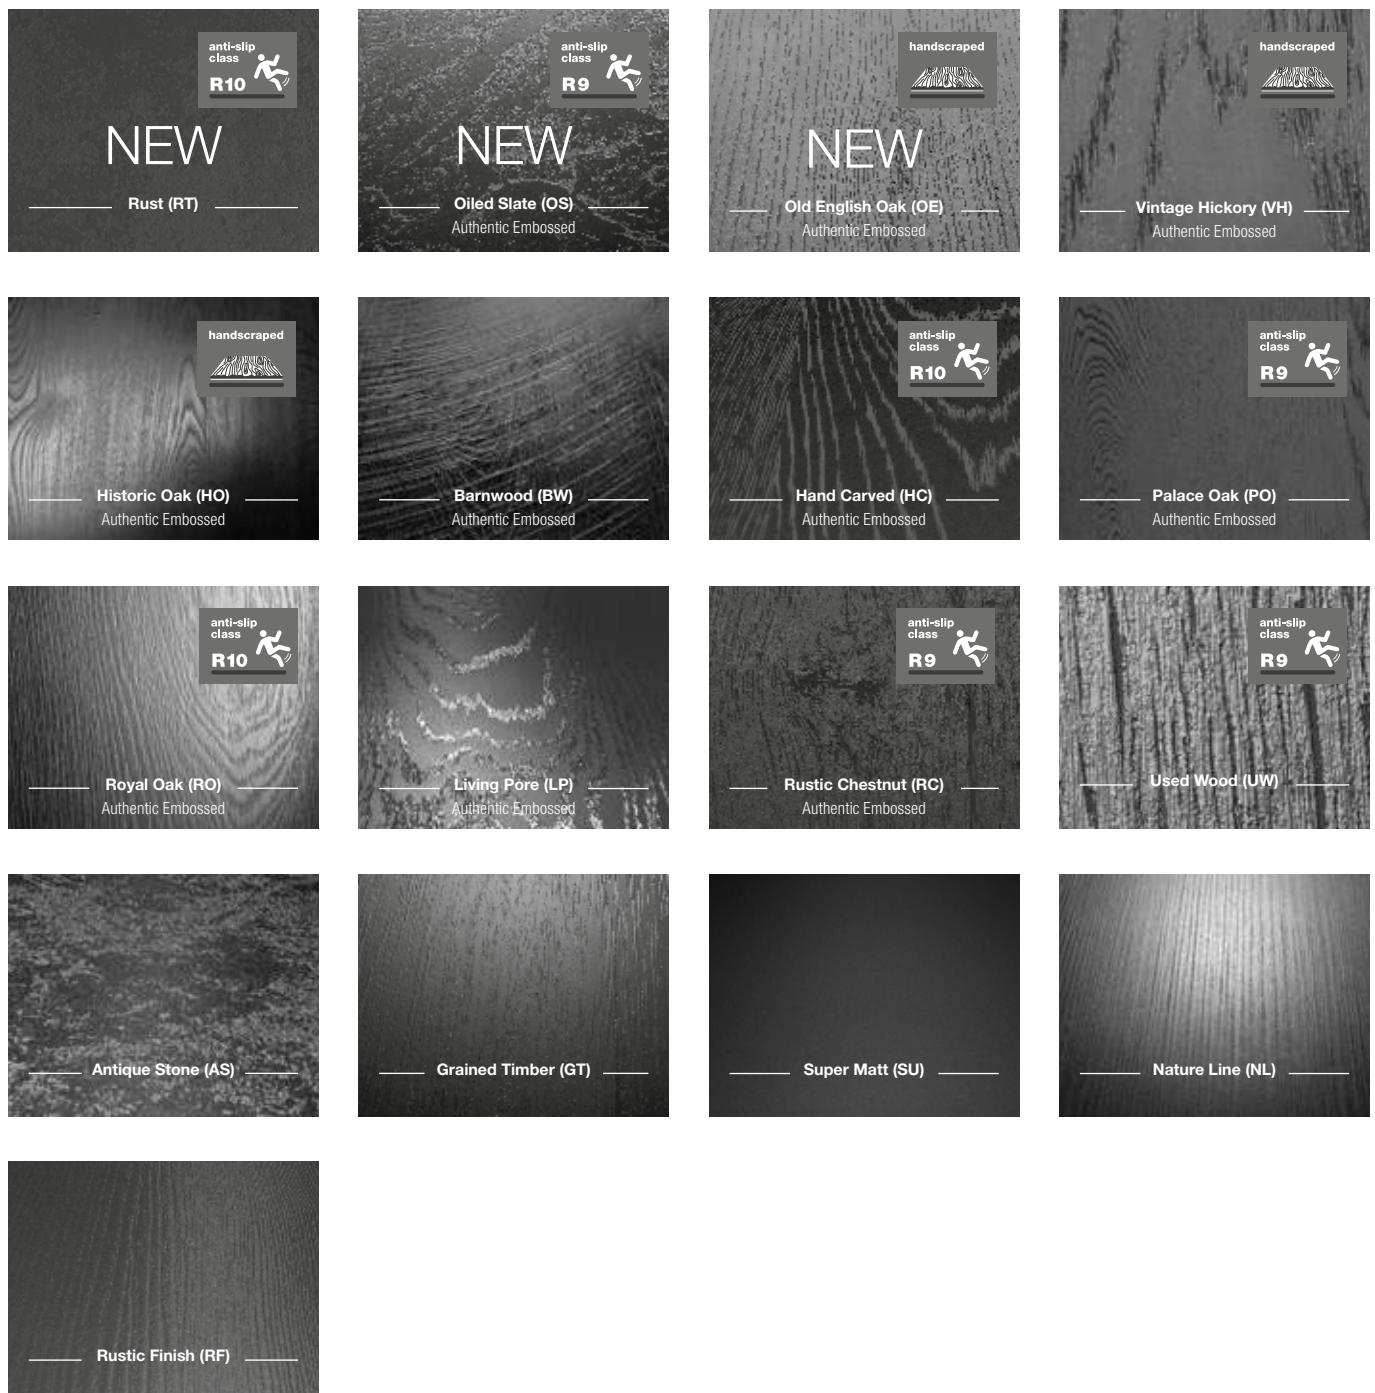 anti-slip
class
R10
NEW
Rust (RT)
anti-slip
class
R9
NEW
Oiled Slate (OS)
Authentic Embossed
handscraped
NEW
Old English Oak (OE)
Authentic Embossed
handscraped
Vintage Hickory (VH)
Authentic Embossed
handscraped
Historic Oak (HO)
Authentic Embossed
Barnwood (BW)
Authentic Embossed
anti-slip
class
R10
Hand Carved (HC)
Authentic Embossed
anti-slip
class
R9
Palace Oak (PO)
Authentic Embossed
anti-slip
class
R10
Royal Oak (RO)
Authentic Embossed
Living Pore (LP)
Authentic Embossed
anti-slip
class
R9
Rustic Chestnut (RC)
Authentic Embossed
anti-slip
class
R9
Used Wood (UW)
Antique Stone (AS)
Grained Timber (GT)
Super Matt (SU)
Nature Line (NL)
Rustic Finish (RF)